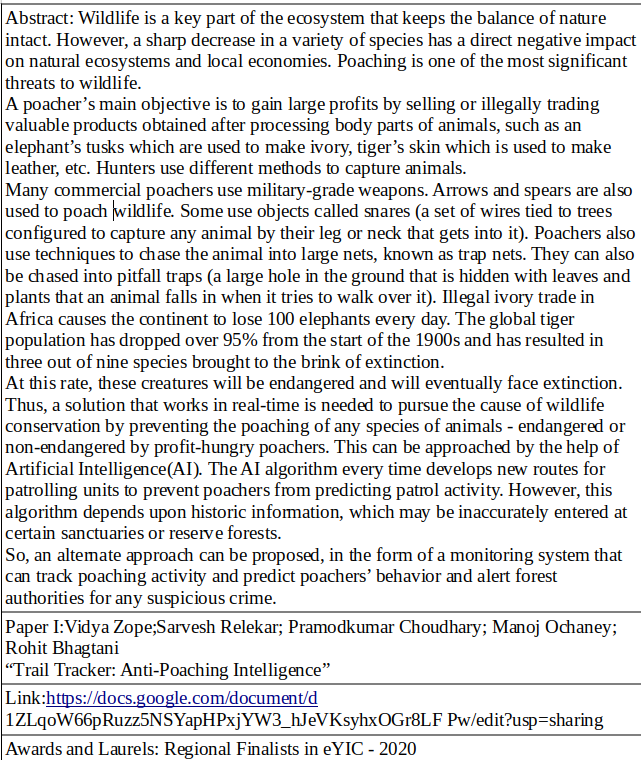 Abstract: Wildlife is a key part of the ecosystem that keeps the balance of nature
intact. However, a sharp decrease in a variety of species has a direct negative impact
on natural ecosystems and local economies. Poaching is one of the most significant
threats to wildlife.
A poacher’s main objective is to gain large profits by selling or illegally trading
valuable products obtained after processing body parts of animals, such as an
elephant’s tusks which are used to make ivory, tiger’s skin which is used to make
leather, etc. Hunters use different methods to capture animals.
Many commercial poachers use military-grade weapons. Arrows and spears are also
used to poach wildlife. Some use objects called snares (a set of wires tied to trees
configured to capture any animal by their leg or neck that gets into it). Poachers also
use techniques to chase the animal into large nets, known as trap nets. They can also
be chased into pitfall traps (a large hole in the ground that is hidden with leaves and
plants that an animal falls in when it tries to walk over it). Illegal ivory trade in
Africa causes the continent to lose 100 elephants every day. The global tiger
population has dropped over 95% from the start of the 1900s and has resulted in
three out of nine species brought to the brink of extinction.
At this rate, these creatures will be endangered and will eventually face extinction.
Thus, a solution that works in real-time is needed to pursue the cause of wildlife
conservation by preventing the poaching of any species of animals - endangered or
non-endangered by profit-hungry poachers. This can be approached by the help of
Artificial Intelligence(AI). The AI algorithm every time develops new routes for
patrolling units to prevent poachers from predicting patrol activity. However, this
algorithm depends upon historic information, which may be inaccurately entered at
certain sanctuaries or reserve forests.
So, an alternate approach can be proposed, in the form of a monitoring system that
can track poaching activity and predict poachers’ behavior and alert forest
authorities for any suspicious crime.
Paper I:Vidya Zope;Sarvesh Relekar; Pramodkumar Choudhary; Manoj Ochaney;
Rohit Bhagtani
“Trail Tracker: Anti-Poaching Intelligence”
Link:https://docs.google.com/document/d
1ZLqoW66pRuzz5NSYapHPxjYW3_hJeVKsyhxOGr8LF Pw/edit?usp=sharing
Awards and Laurels: Regional Finalists in eYIC - 2020